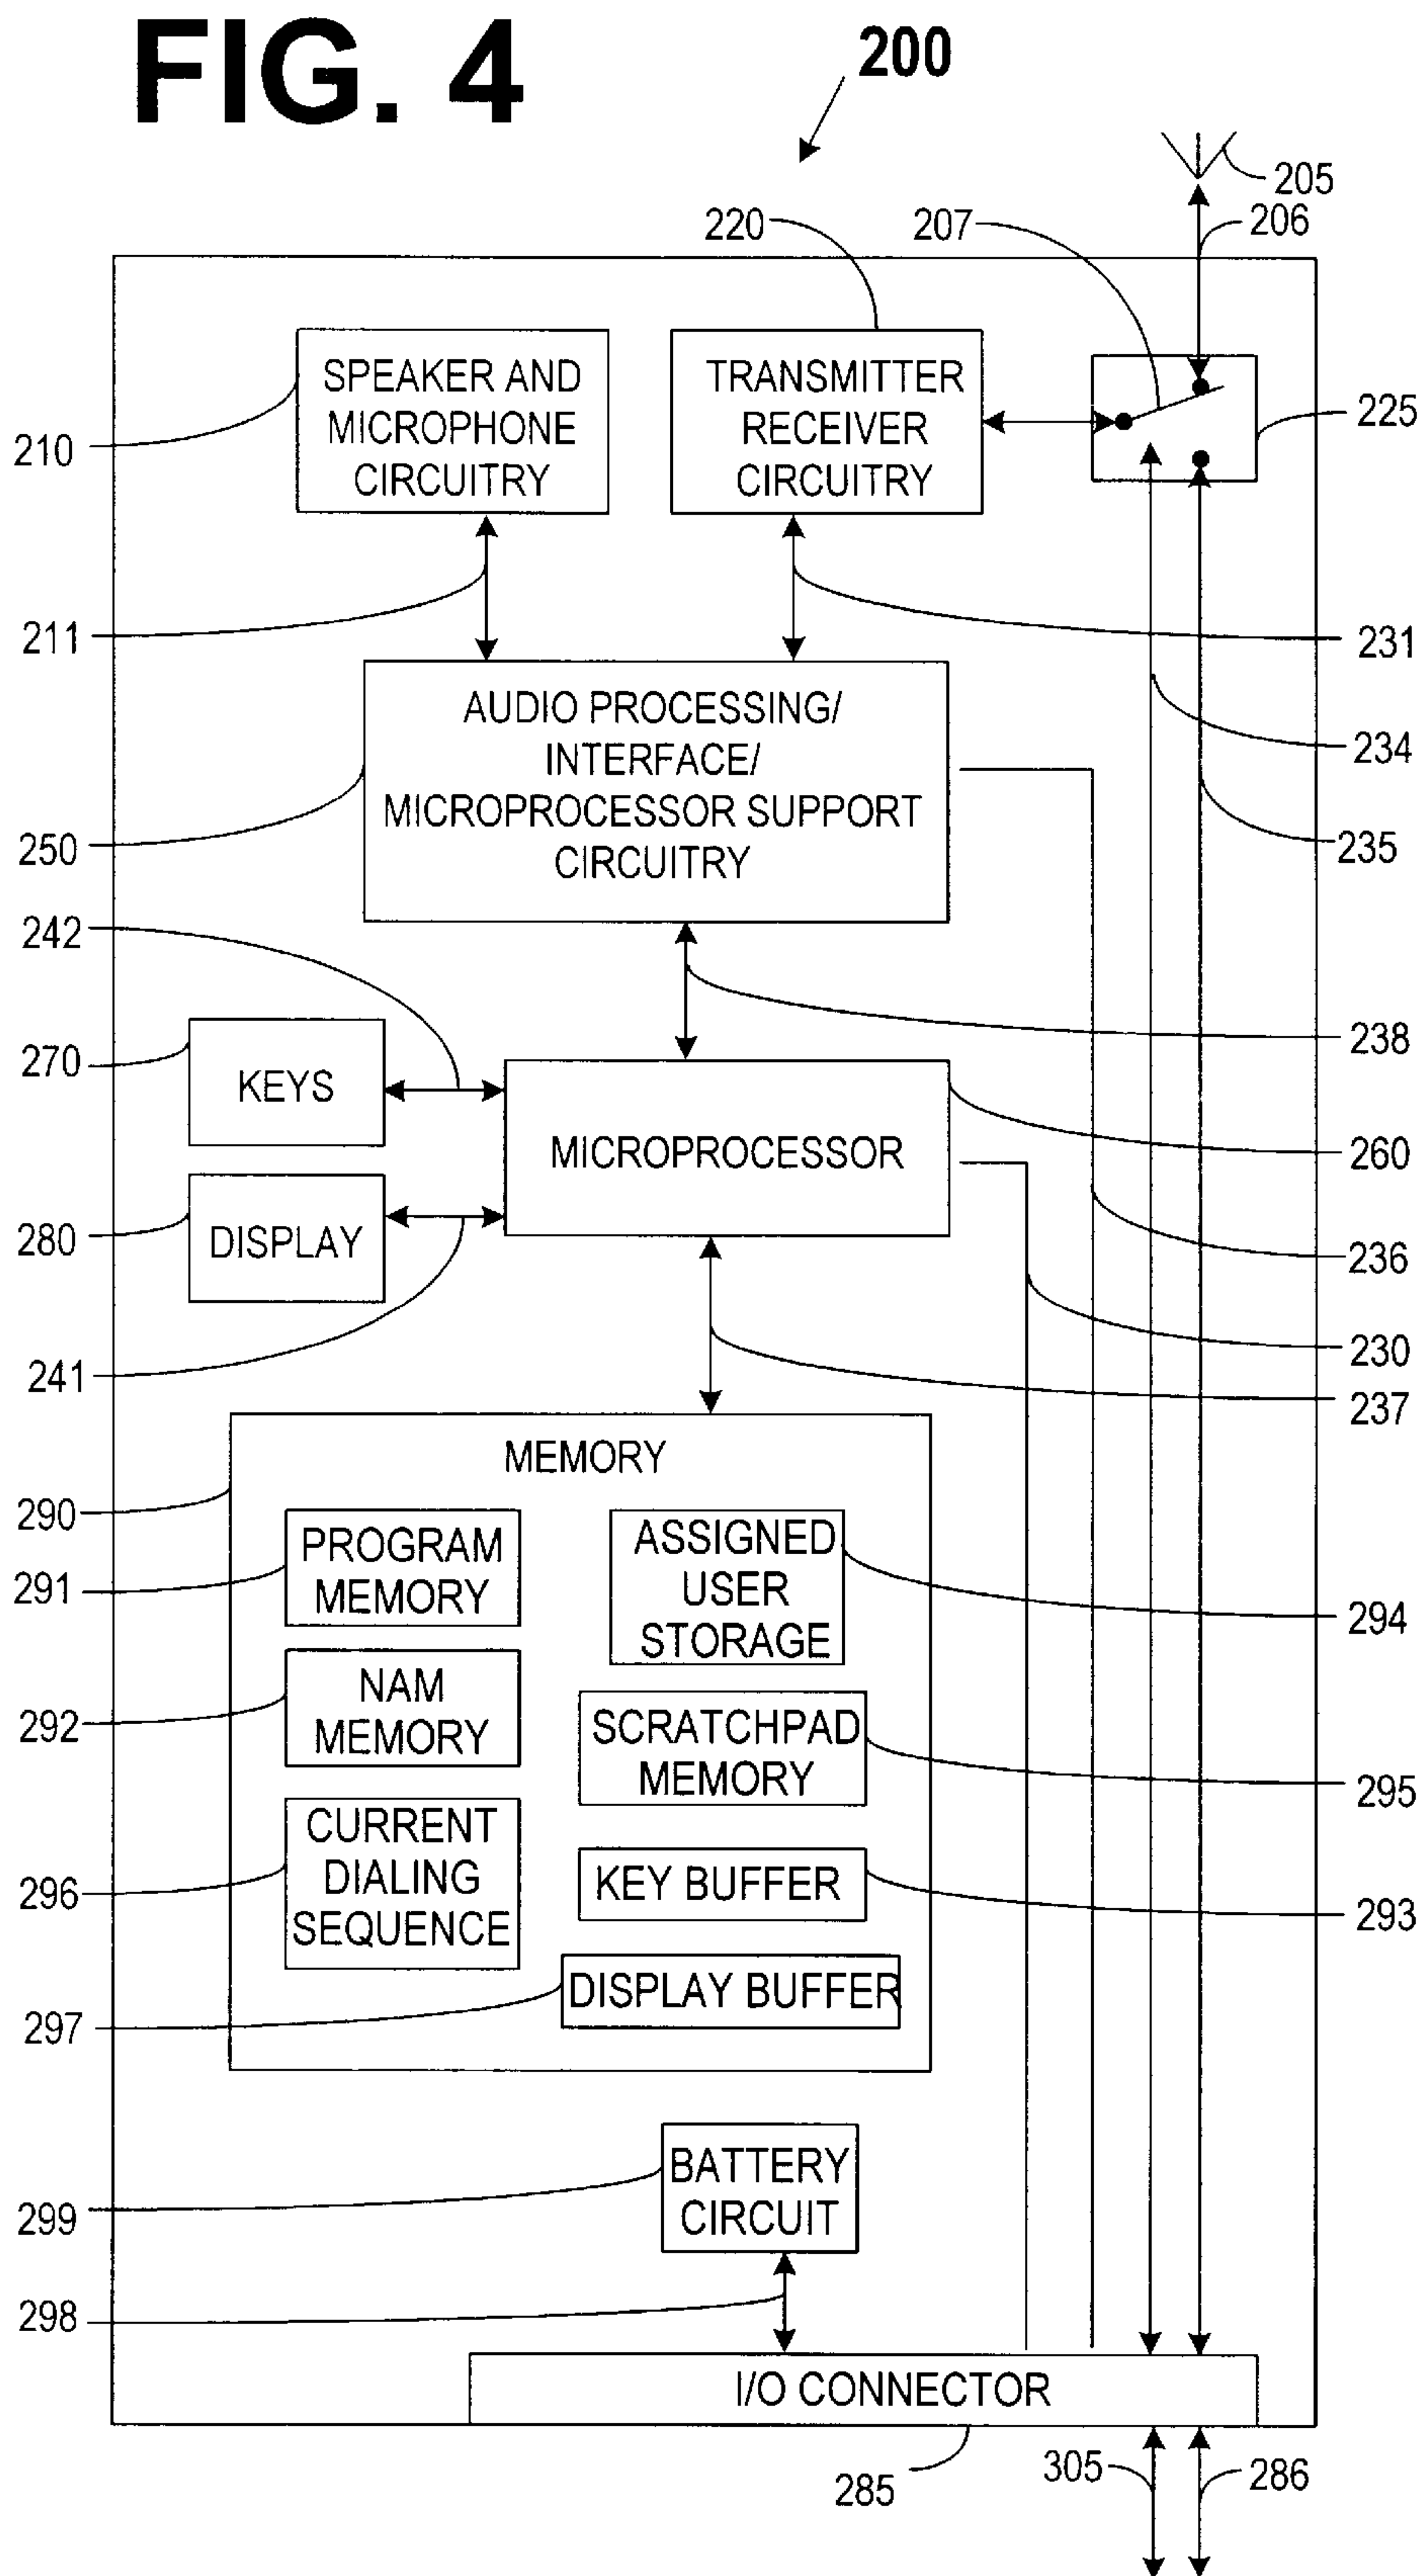 FIG. 4
200
205
220
207
206
SPEAKER AND
MICROPHONE
CIRCUITRY
TRANSMITTER
RECEIVER
CIRCUITRY
210
225
211
231
AUDIO PROCESSING/
INTERFACE/
MICROPROCESSOR SUPPORT
CIRCUITRY
234
250
235
242
238
270
KEYS
MICROPROCESSOR
260
280
DISPLAY
236
230
241
237
MEMORY
290
PROGRAM
MEMORY
ASSIGNED
USER
STORAGE
291
294
NAM
MEMORY
292
SCRATCHPAD
MEMORY
295
CURRENT
DIALING
SEQUENCE
296
KEY BUFFER
293
DISPLAY BUFFER
297
BATTERY
CIRCUIT
299
298
I/O CONNECTOR
285
305
286